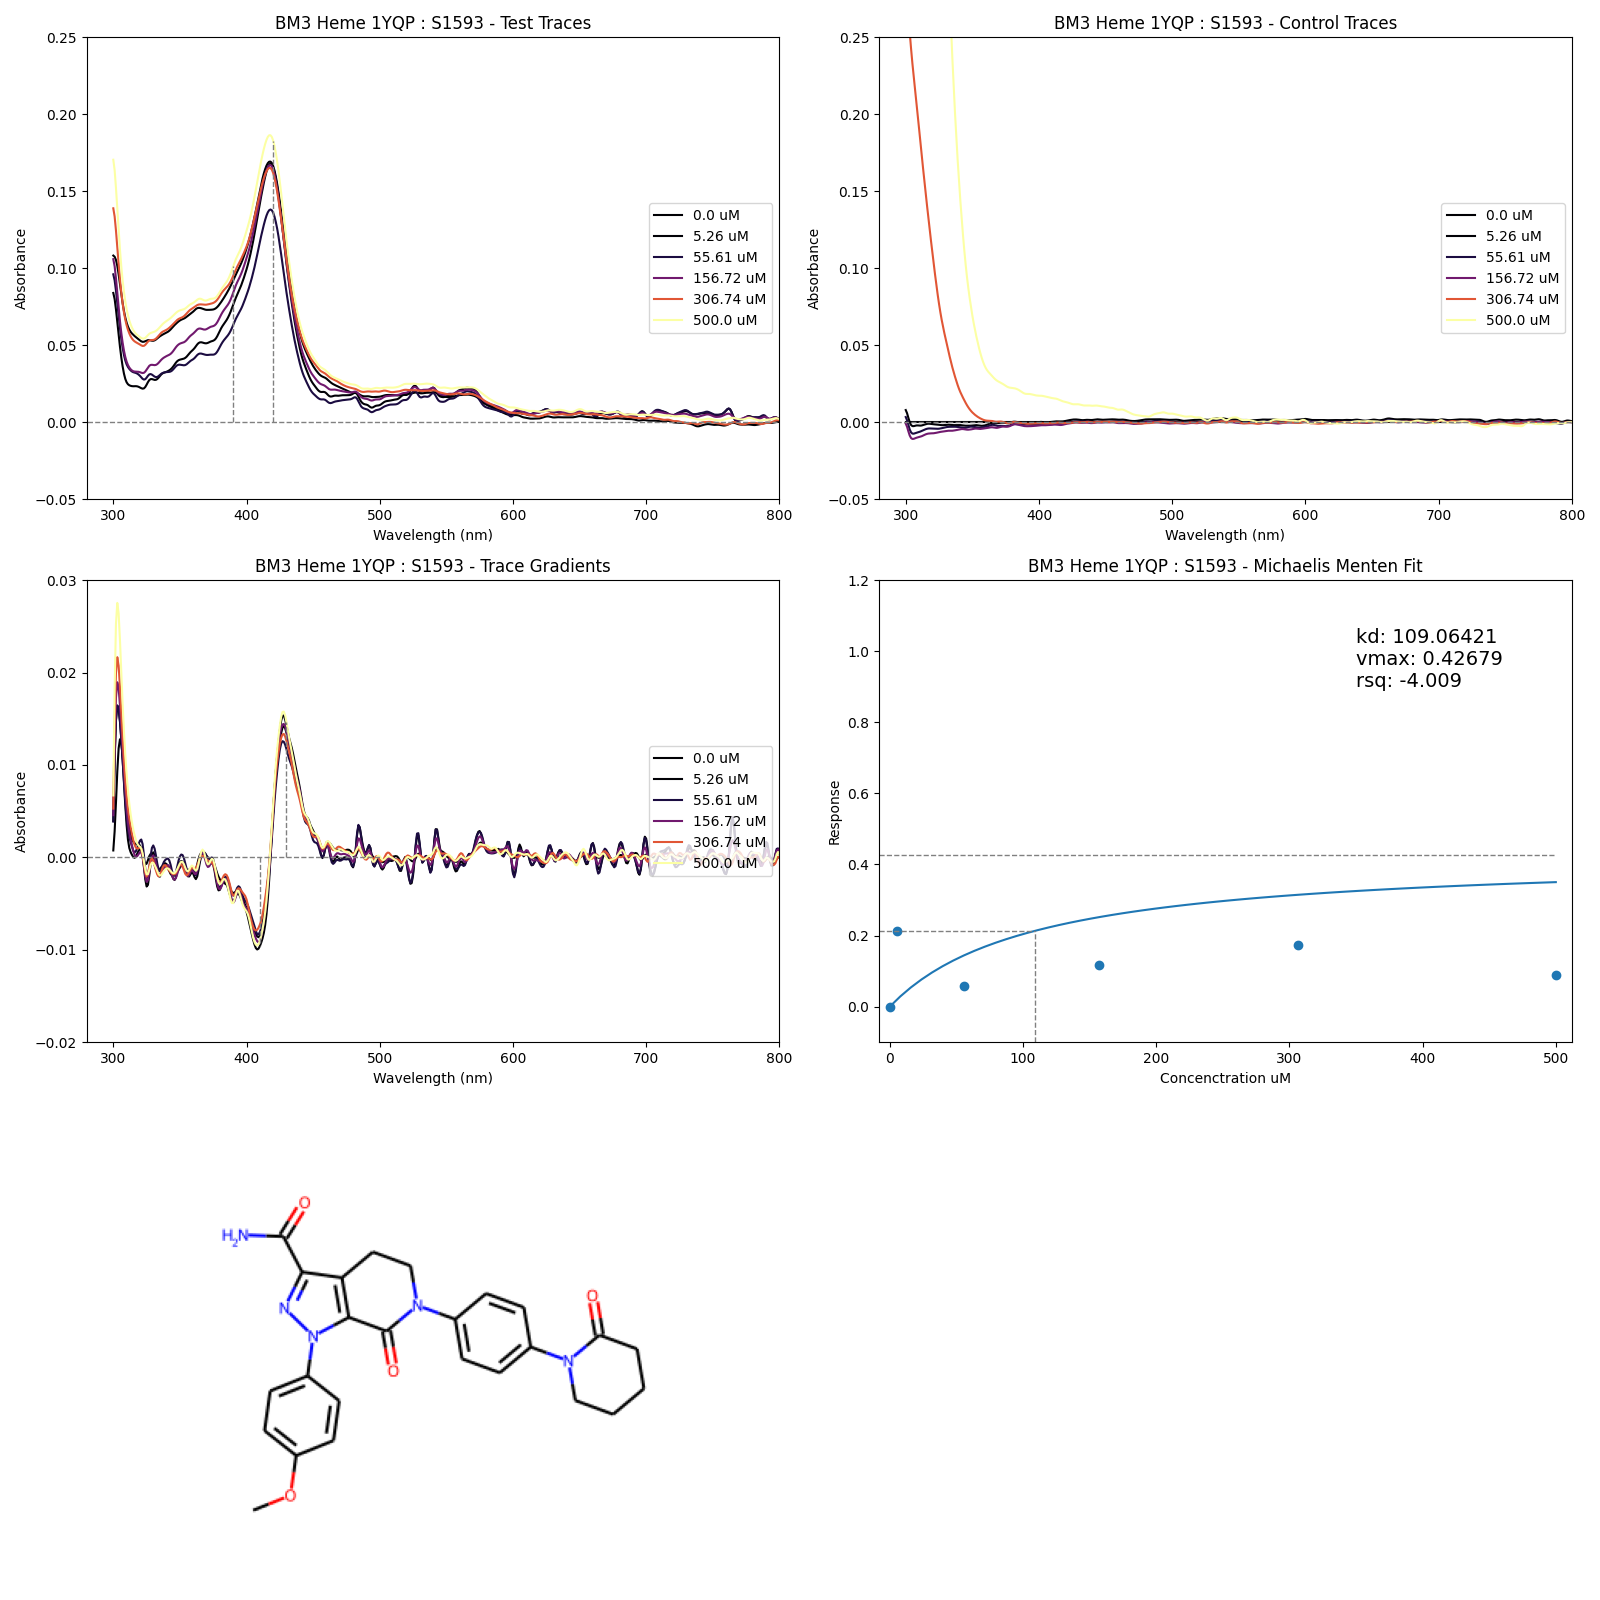 BM3 Heme 1YQP : S1593 - Test Traces
0.25
0.20
0.15
0.10
0.05
0.00
−0.05
Absorbance
300 400 500 600 700 800
Wavelength (nm)
0.0 uM
5.26 uM
55.61 uM
156.72 uM
306.74 uM
500.0 uM
BM3 Heme 1YQP : S1593 - Control Traces
0.25
0.20
0.15
0.10
0.05
0.00
−0.05
Absorbance
300 400 500 600 700 800
Wavelength (nm)
0.0 uM
5.26 uM
55.61 uM
156.72 uM
306.74 uM
500.0 uM
BM3 Heme 1YQP : S1593 - Trace Gradients
0.03
0.02
0.01
0.00
−0.01
−0.02
Absorbance
300 400 500 600 700 800
Wavelength (nm)
0.0 uM
5.26 uM
55.61 uM
156.72 uM
306.74 uM
500.0 uM
BM3 Heme 1YQP : S1593 - Michaelis Menten Fit
1.2
1.0
0.8
0.6
0.4
0.2
0.0
Response
0 100 200 300 400 500
Concenctration uM
kd: 109.06421
vmax: 0.42679
rsq: -4.009
O
H2N
N
N
N
O
O
N
O